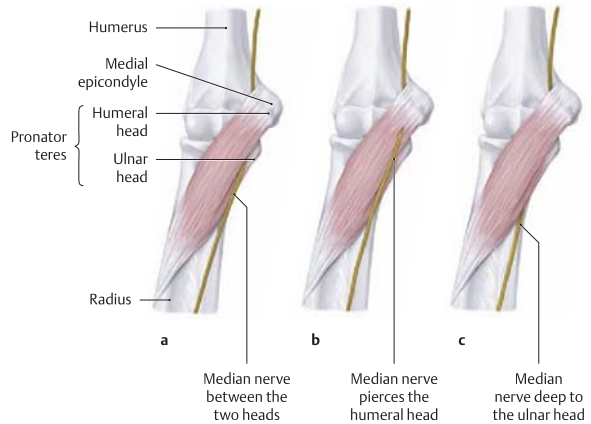 Humerus
Medial
epicondyle
Pronator
teres
Humeral
head
Ulnar
head
Radius
a
b
c
Median nerve
between the
two heads
Median nerve
pierces the
humeral head
Median
nerve deep to
the ulnar head